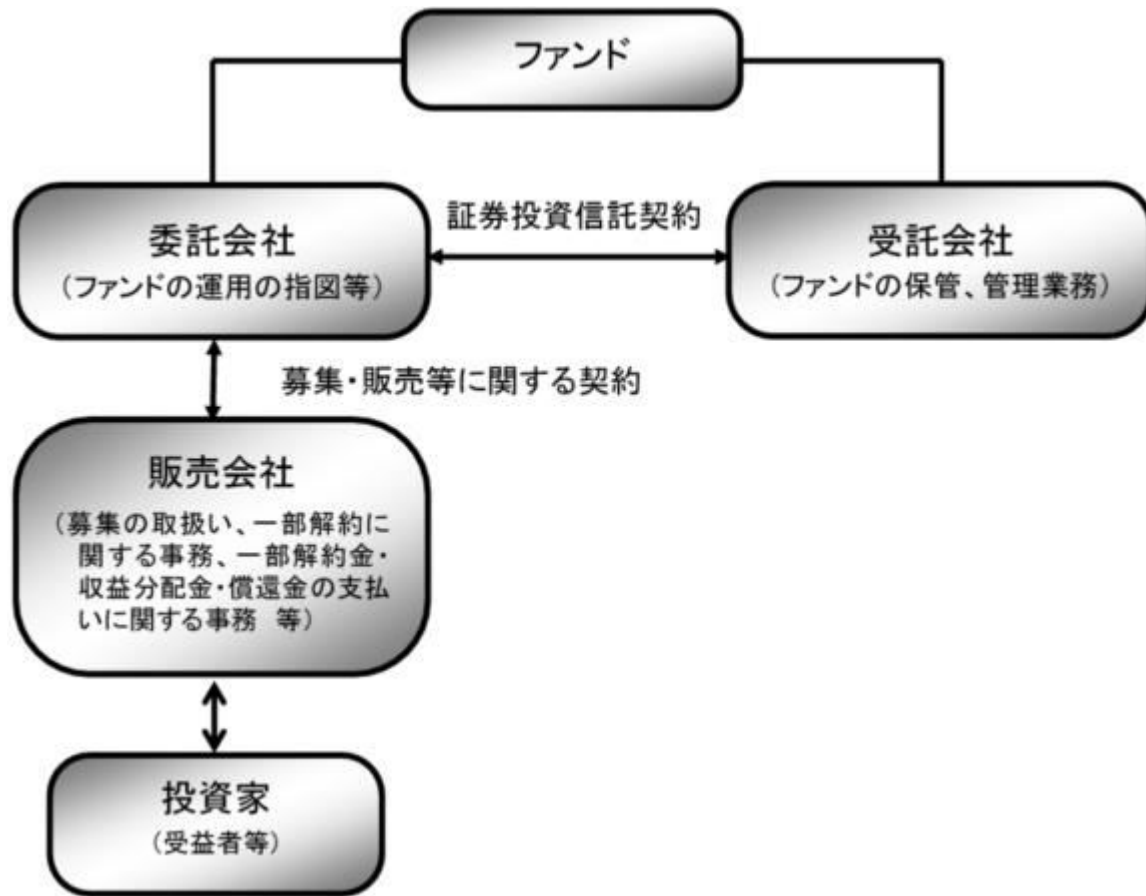 ファンド
委託会社
（ファンドの運用の指図等）
証券投資信託契約
受託会社
（ファンドの保管、管理業務）
募集・販売等に関する契約
販売会社
（募集の取扱い、一部解約に
関する事務、一部解約金・
収益分配金・償還金の支払
いに関する事務　等）
投資家
（受益者等）